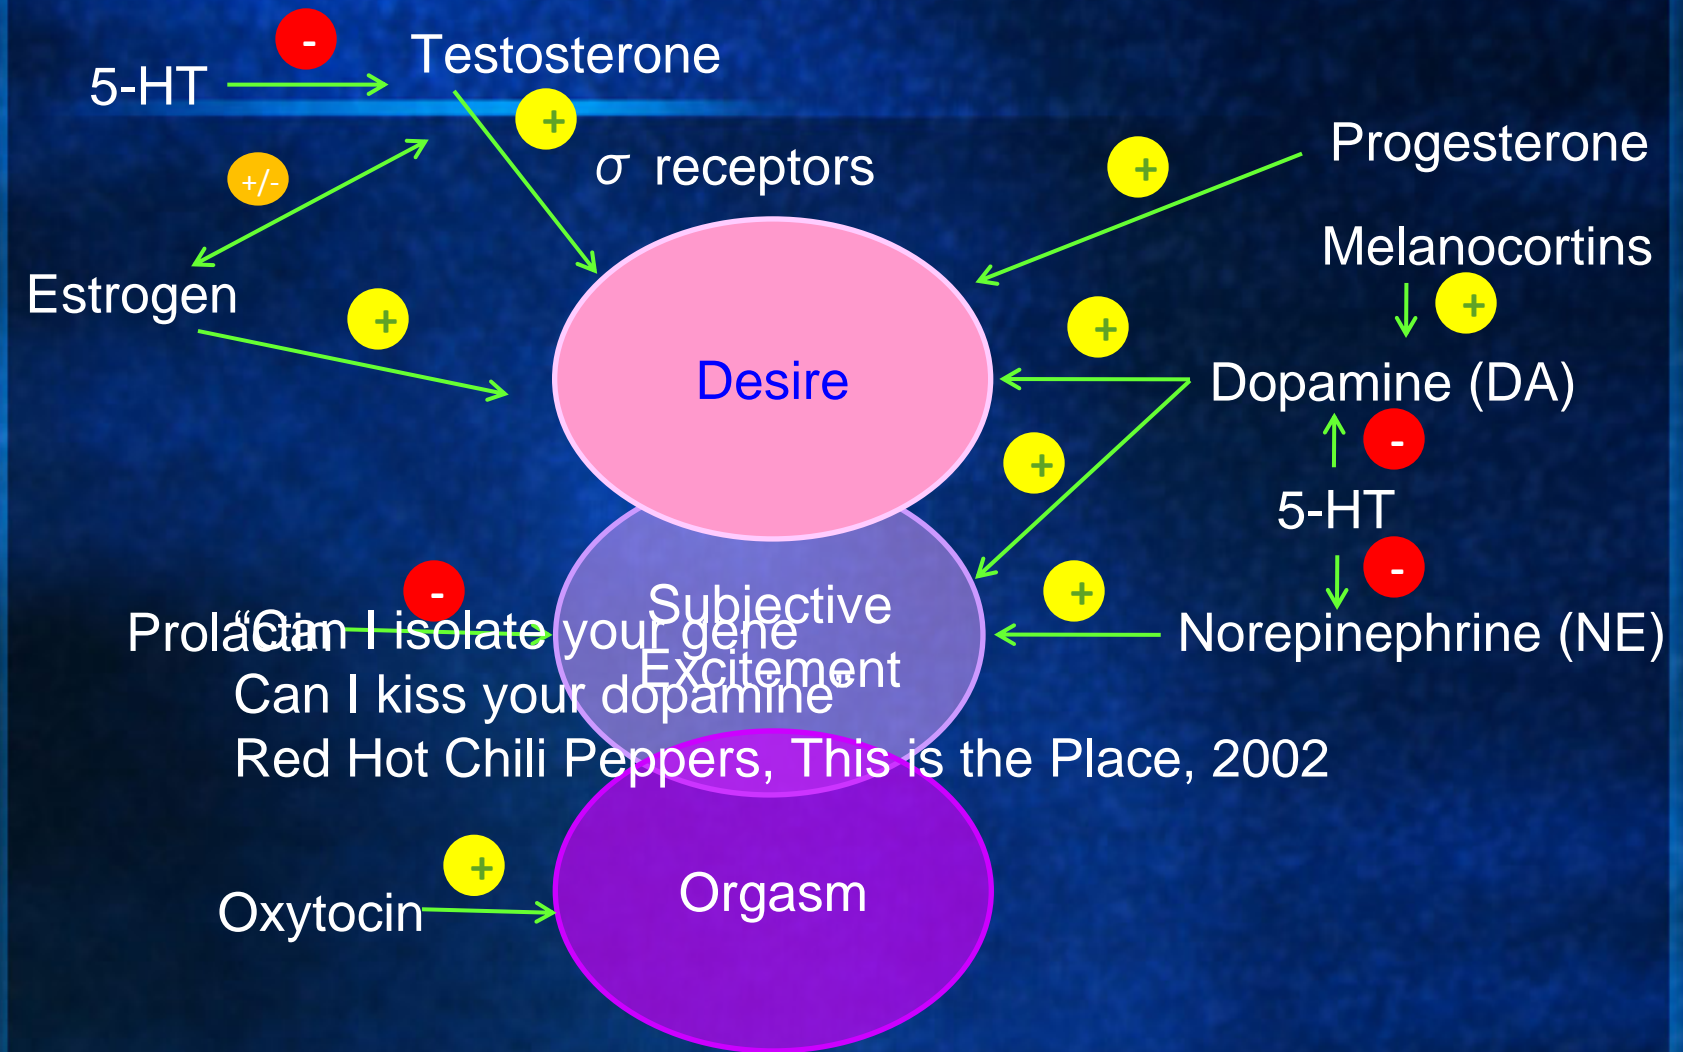 -
Testosterone
5-HT
+
+
Progesterone
σ receptors
+/-
Melanocortins
Estrogen
+
+
+
Desire
Dopamine (DA)
-
+
5-HT
-
-
+
Subjective
Excitement
Prolactin
Norepinephrine (NE)
“Can I isolate your gene
Can I kiss your dopamine”
Red Hot Chili Peppers, This is the Place, 2002
+
Oxytocin
Orgasm